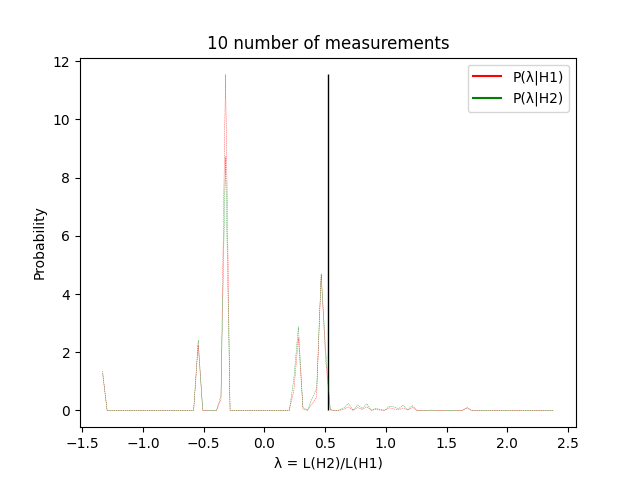 10 number of measurements
P(λ|H1)
P(λ|H2)
Probability
12
10
8
6
4
2
0
−1.5 −1.0 −0.5 0.0 0.5 1.0 1.5 2.0 2.5
λ = L(H2)/L(H1)